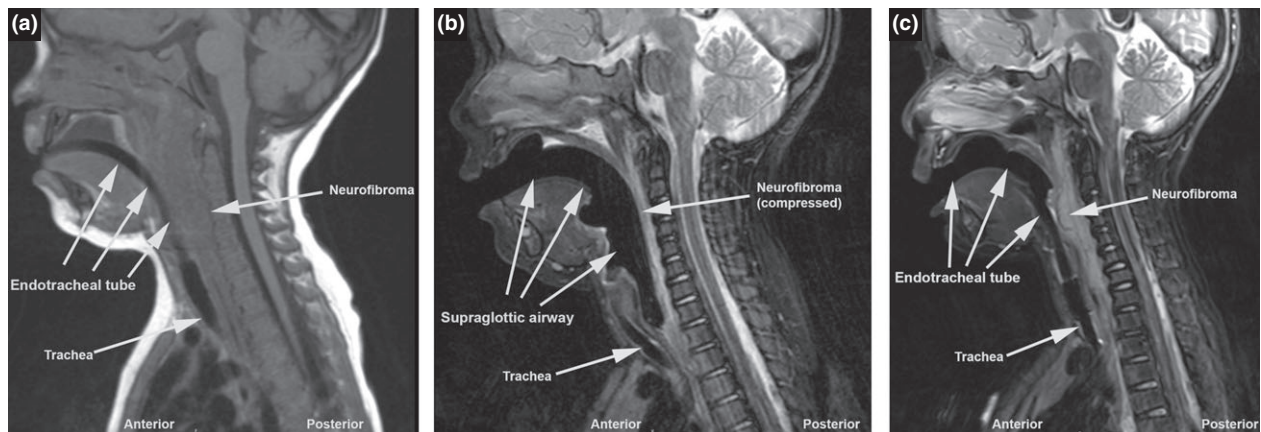 (a)
Neurofibroma
Endotracheal tube
Trachea
Anterior Posterior
(b)
Neurofibroma
(compressed)
Supraglottic airway
Trachea
Anterior Posterior
(c)
Neurofibroma
Endotracheal tube
Trachea
Anterior Posterior